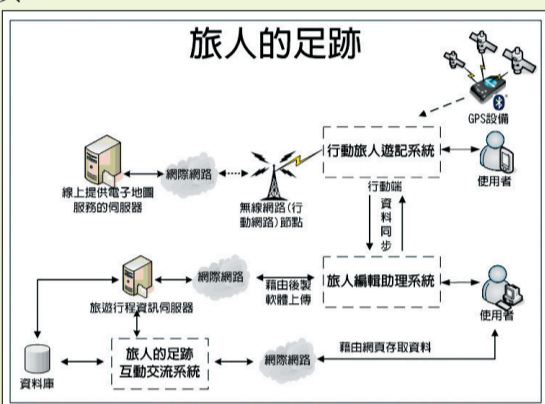 旅人的足跡
GPS設備
行動旅人遊記系統
使用者
網際網路
線上提供電子地圖
服務的伺服器
無線網路(行
動網路)節點
行動端
資料同步
旅人編輯助理系統
使用者
網際網路
藉由後製
軟體上傳
旅遊行程資訊伺服器
藉由網頁存取資料
旅人的足跡
互動交流系統
網際網路
資料庫